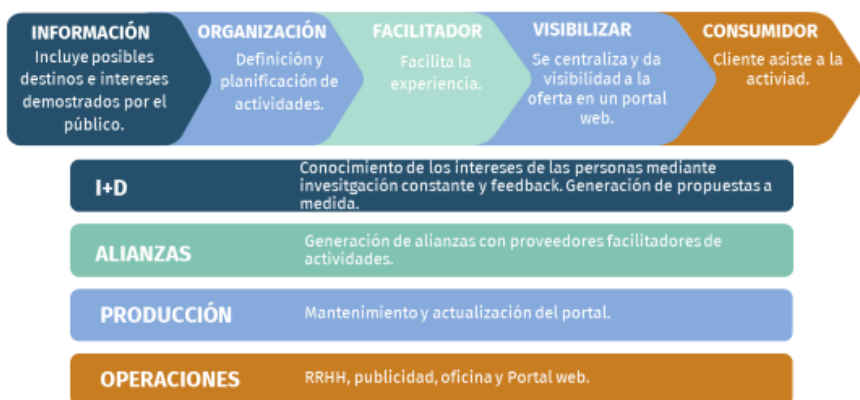 INFORMACIÓN
Incluye posibles
destinos e intereses
demostrados por el
público.
ORGANIZACIÓN
Definición y
planificación de
actividades.
FACILITADOR
Facilita la
experiencia.
VISIBILIZAR
Se centraliza y da
visibilidad a la
oferta en un portal
web.
CONSUMIDOR
Cliente asiste a la
activiad.
I+D
Conocimiento de los intereses de las personas mediante
invesitgación constante y feedback. Generación de propuestas a
medida.
ALIANZAS
Generación de alianzas con proveedores facilitadores de
actividades.
PRODUCCIÓN
Mantenimiento y actualización del portal.
OPERACIONES
RRHH, publicidad, oficina y Portal web.